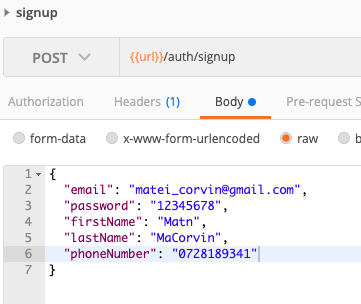 signup
POST {{url}}/auth/signup
Authorization Headers (1) Body Pre-request S
form-data x-www-form-urlencoded raw b
1 {
2 "email": "matei_corvin@gmail.com",
3 "password": "12345678",
4 "firstName": "Matn",
5 "lastName": "MaCorvin",
6 "phoneNumber": "0728189341"
7 }